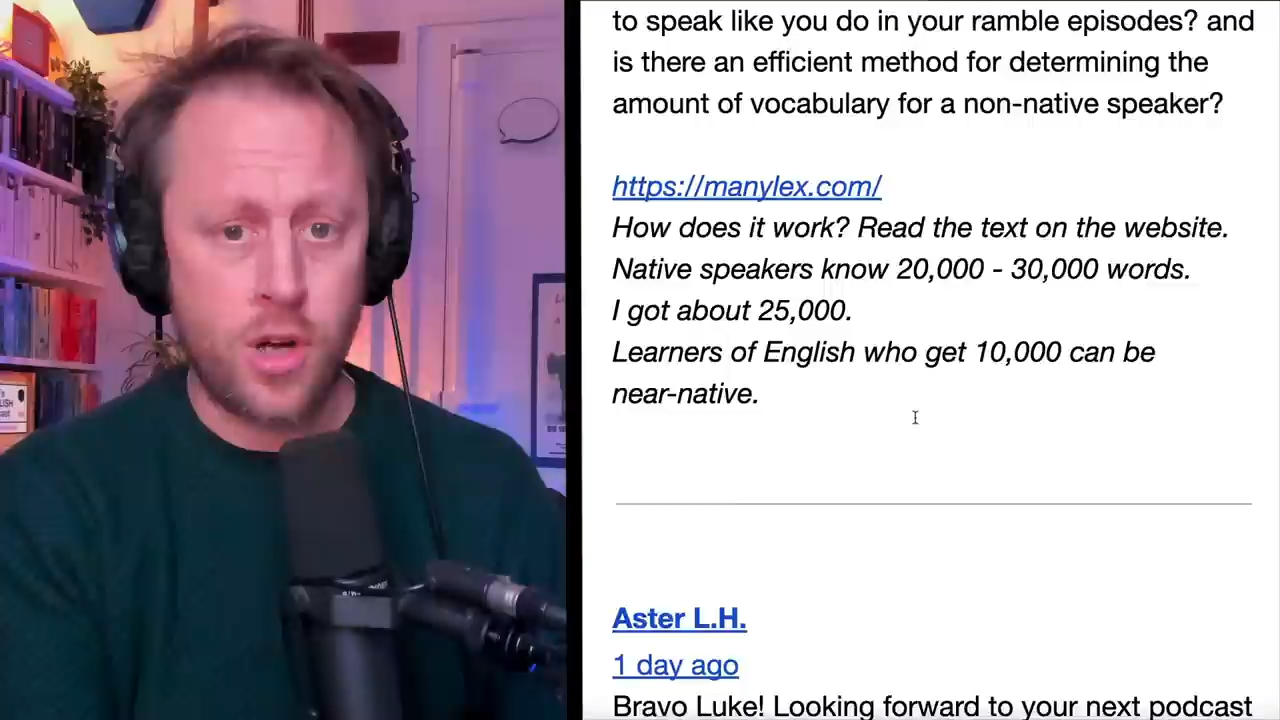 to speak like you do in your ramble episodes? and
is there an efficient method for determining the
amount of vocabulary for a non-native speaker?
https://manylex.com/
How does it work? Read the text on the website.
Native speakers know 20,000 - 30,000 words.
I got about 25,000.
Learners of English who get 10,000 can be
near-native.
Aster L.H.
1 day ago
Bravo Luke! Looking forward to your next podcast